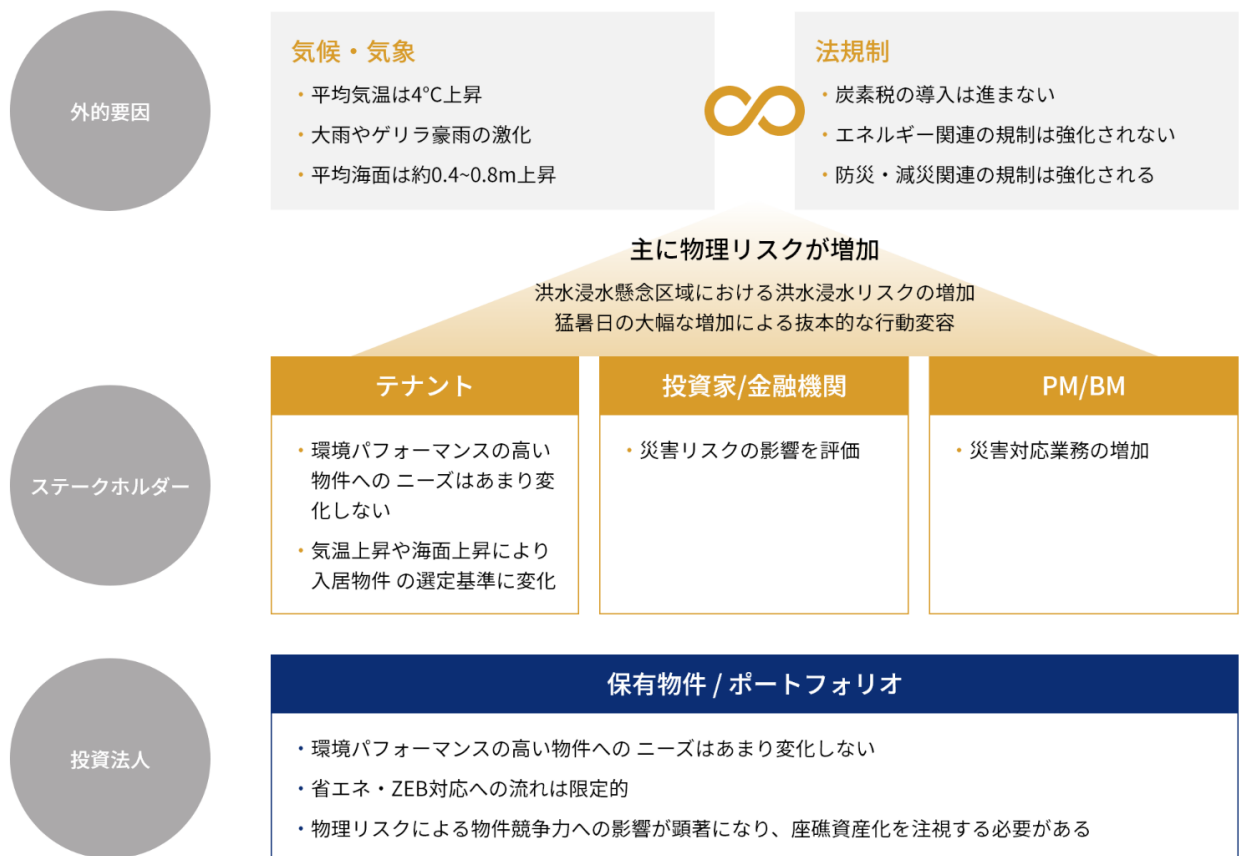 外的要因
気候・気象
・平均気温は4℃上昇
・大雨やゲリラ豪雨の激化
・平均海面は約0.4~0.8m上昇
法規制
・炭素税の導入は進まない
・エネルギー関連の規制は強化されない
・防災・減災関連の規制は強化される
主に物理リスクが増加
洪水浸水懸念区域における洪水浸水リスクの増加
猛暑日の大幅な増加による抜本的な行動変容
ステークホルダー
テナント
・環境パフォーマンスの高い
物件への ニーズはあまり変
化しない
・気温上昇や海面上昇により
入居物件 の選定基準に変化
投資家/金融機関
・災害リスクの影響を評価
PM/BM
・災害対応業務の増加
投資法人
保有物件 / ポートフォリオ
・環境パフォーマンスの高い物件への ニーズはあまり変化しない
・省エネ・ZEB対応への流れは限定的
・物理リスクによる物件競争力への影響が顕著になり、座礁資産化を注視する必要がある